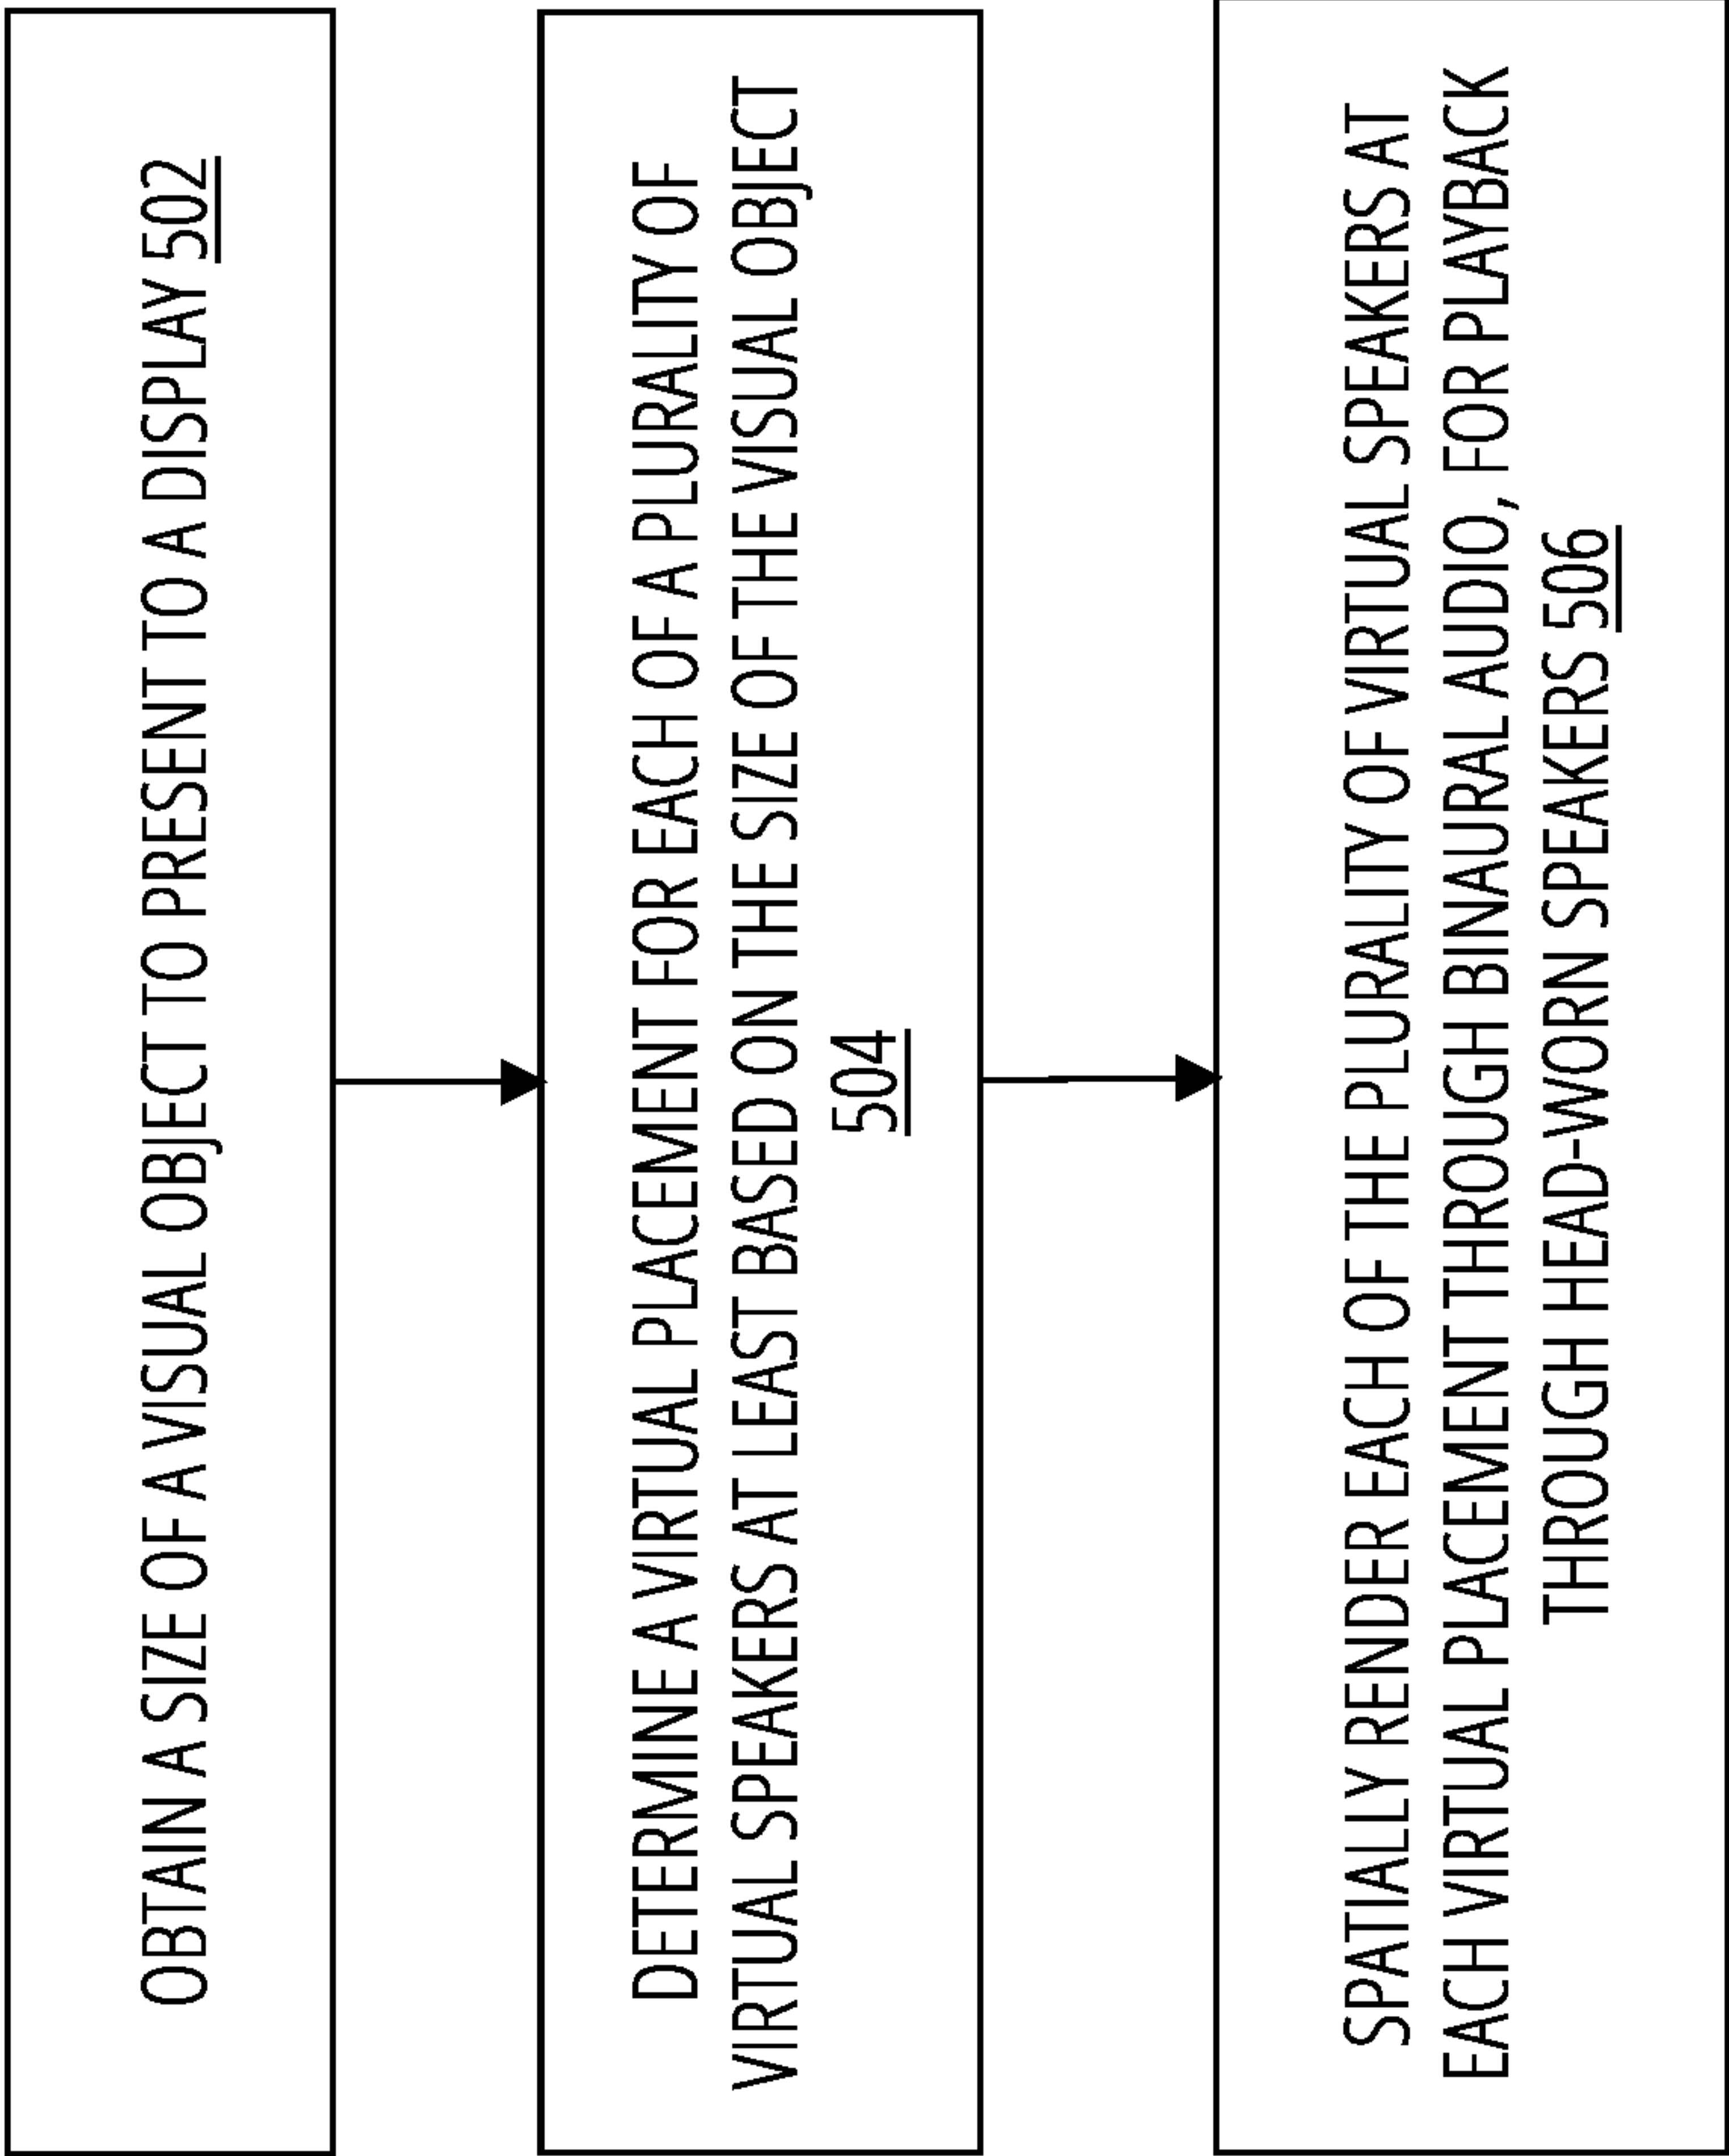 OBTAIN A SIZE OF A VISUAL OBJECT TO PRESENT TO A DISPLAY 502
DETERMINE A VIRTUAL PLACEMENT FOR EACH OF A PLURALITY OF
VIRTUAL SPEAKERS AT LEAST BASED ON THE SIZE OF THE VISUAL OBJECT
504
SPATIALLY RENDER EACH OF THE PLURALITY OF VIRTUAL SPEAKERS AT
EACH VIRTUAL PLACEMENT THROUGH BINAURAL AUDIO, FOR PLAYBACK
THROUGH HEAD-WORN SPEAKERS 506